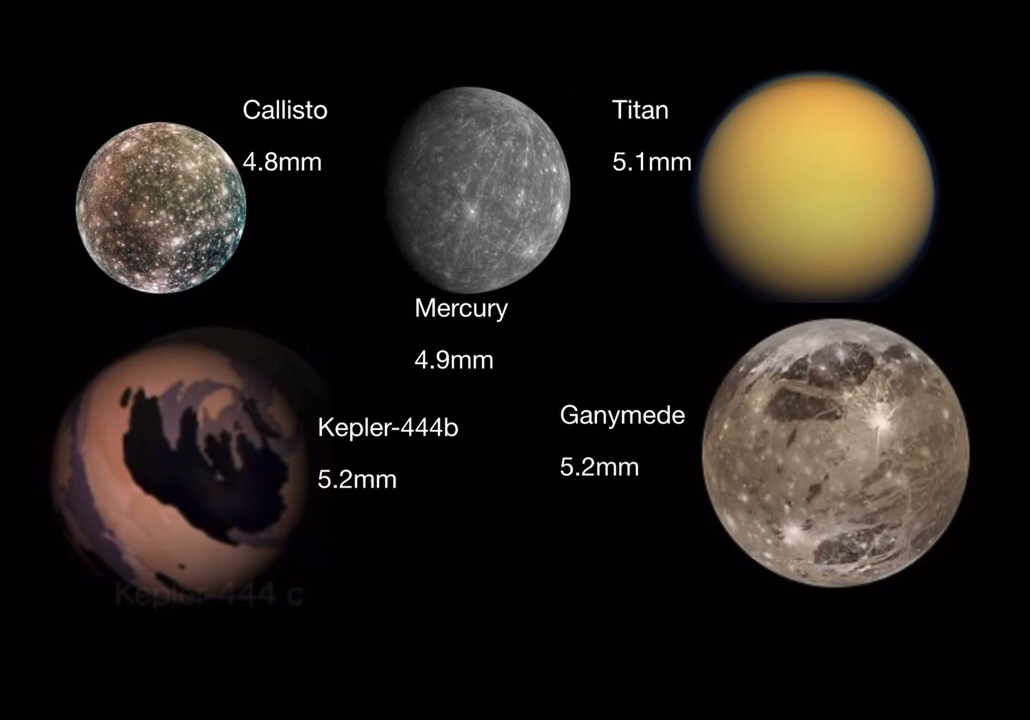 Callisto
4.8mm
Mercury
4.9mm
Titan
5.1mm
Kepler-444b
5.2mm
Kepler-444 c
Ganymede
5.2mm